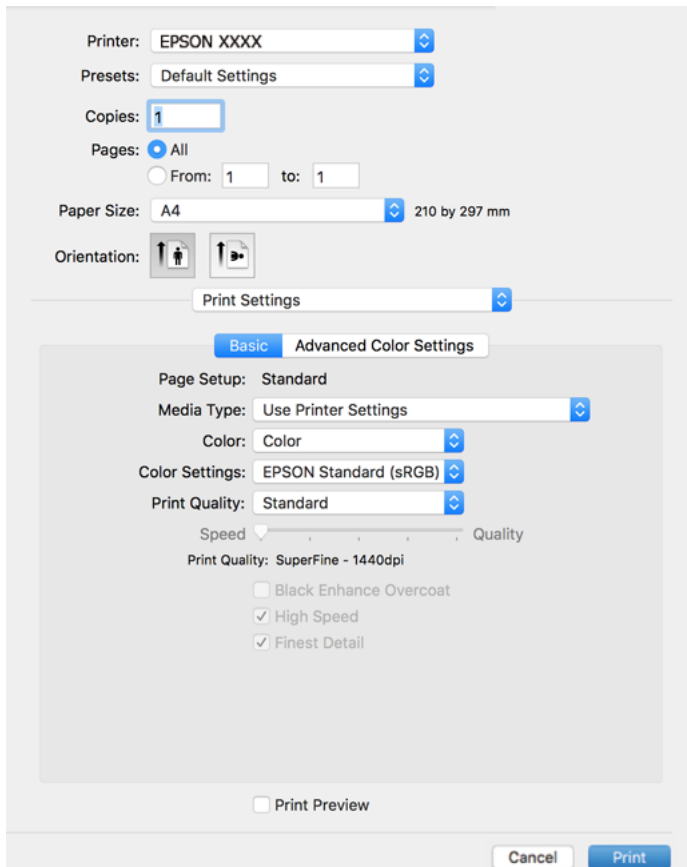 Printer: EPSON XXXX
Presets: Default Settings
Copies: 1
Pages: All
From: 1 to: 1
Paper Size: A4 210 by 297 mm
Orientation:
Print Settings
Basic Advanced Color Settings
Page Setup: Standard
Media Type: Use Printer Settings
Color: Color
Color Settings: EPSON Standard (sRGB)
Print Quality: Standard
Speed Quality
Print Quality: SuperFine - 1440dpi
Black Enhance Overcoat
High Speed
Finest Detail
Print Preview
Cancel Print